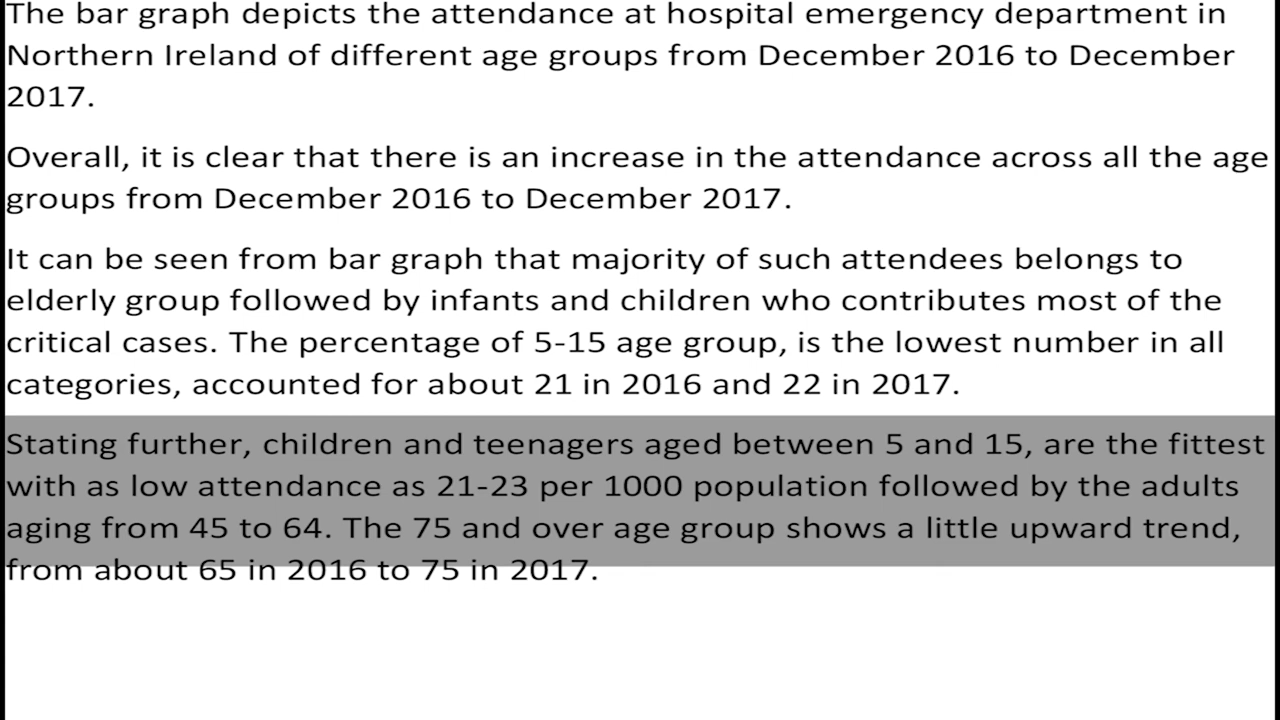 The bar graph depicts the attendance at hospital emergency department in
Northern Ireland of different age groups from December 2016 to December
2017.
Overall, it is clear that there is an increase in the attendance across all the age
groups from December 2016 to December 2017.
It can be seen from bar graph that majority of such attendees belongs to
elderly group followed by infants and children who contributes most of the
critical cases. The percentage of 5-15 age group, is the lowest number in all
categories, accounted for about 21 in 2016 and 22 in 2017.
Stating further, children and teenagers aged between 5 and 15, are the fittest
with as low attendance as 21-23 per 1000 population followed by the adults
aging from 45 to 64. The 75 and over age group shows a little upward trend,
from about 65 in 2016 to 75 in 2017.